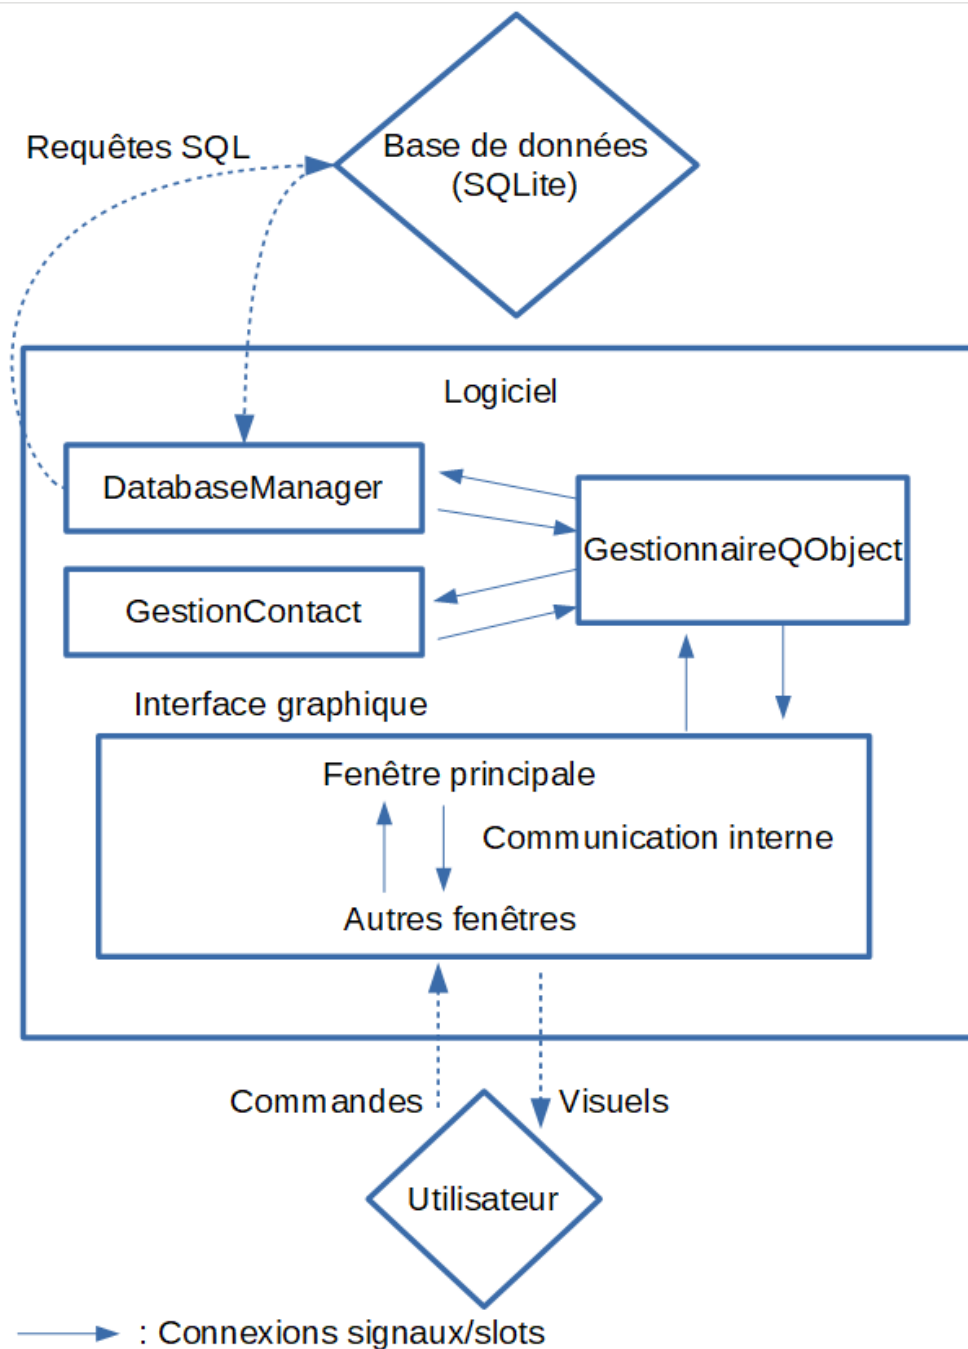 Requêtes SQL
Base de données
(SQLite)
Logiciel
DatabaseManager
GestionnaireQObject
GestionContact
Interface graphique
Fenêtre principale
Communication interne
Autres fenêtres
Commandes
Visuels
Utilisateur
: Connexions signaux/slots